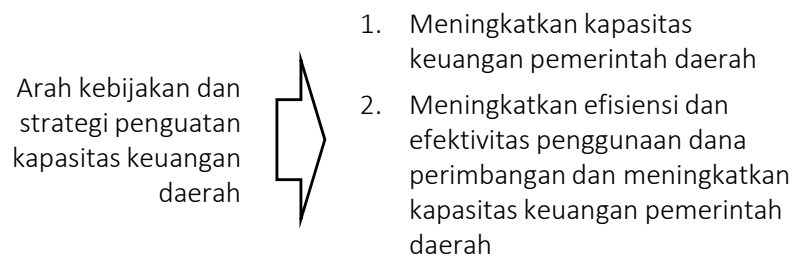 Arah kebijakan dan
strategi penguatan
kapasitas keuangan
daerah
1. Meningkatkan kapasitas
keuangan pemerintah daerah
2. Meningkatkan efisiensi dan
efektivitas penggunaan dana
perimbangan dan meningkatkan
kapasitas keuangan pemerintah
daerah